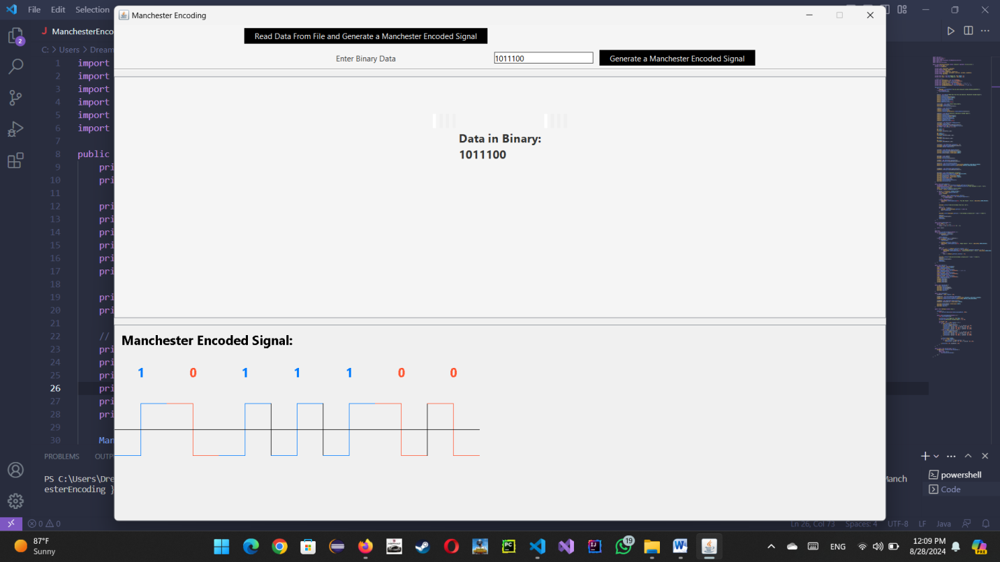 File Edit Selection
Manchester Encoding
Read Data From File and Generate a Manchester Encoded Signal
Enter Binary Data 1011100 Generate a Manchester Encoded Signal
2
J ManchesterEnco
C: > Users > Dream
1 import
2 import
3 import
4 import
5 import
6 import
7
8 public
9 pri
10 pri
11
12 pri
13 pri
14 pri
15 pri
16 pri
17 pri
18
19 pri
20 pri
21
22 //
23 pri
24 pri
25 pri
26 pri
27 pri
28 pri
29
30 Man
Data in Binary:
1011100
Manchester Encoded Signal:
1 0 1 1 1 0 0
PROBLEMS OUTP
PS C:\Users\Dre
esterEncoding }
Manch
powershell
Code
0 0
Ln 26, Col 73 Spaces: 4 UTF-8 LF Java
87°F
Sunny
PC
IJ
19
W
ENG
12:09 PM
8/28/2024
PRE